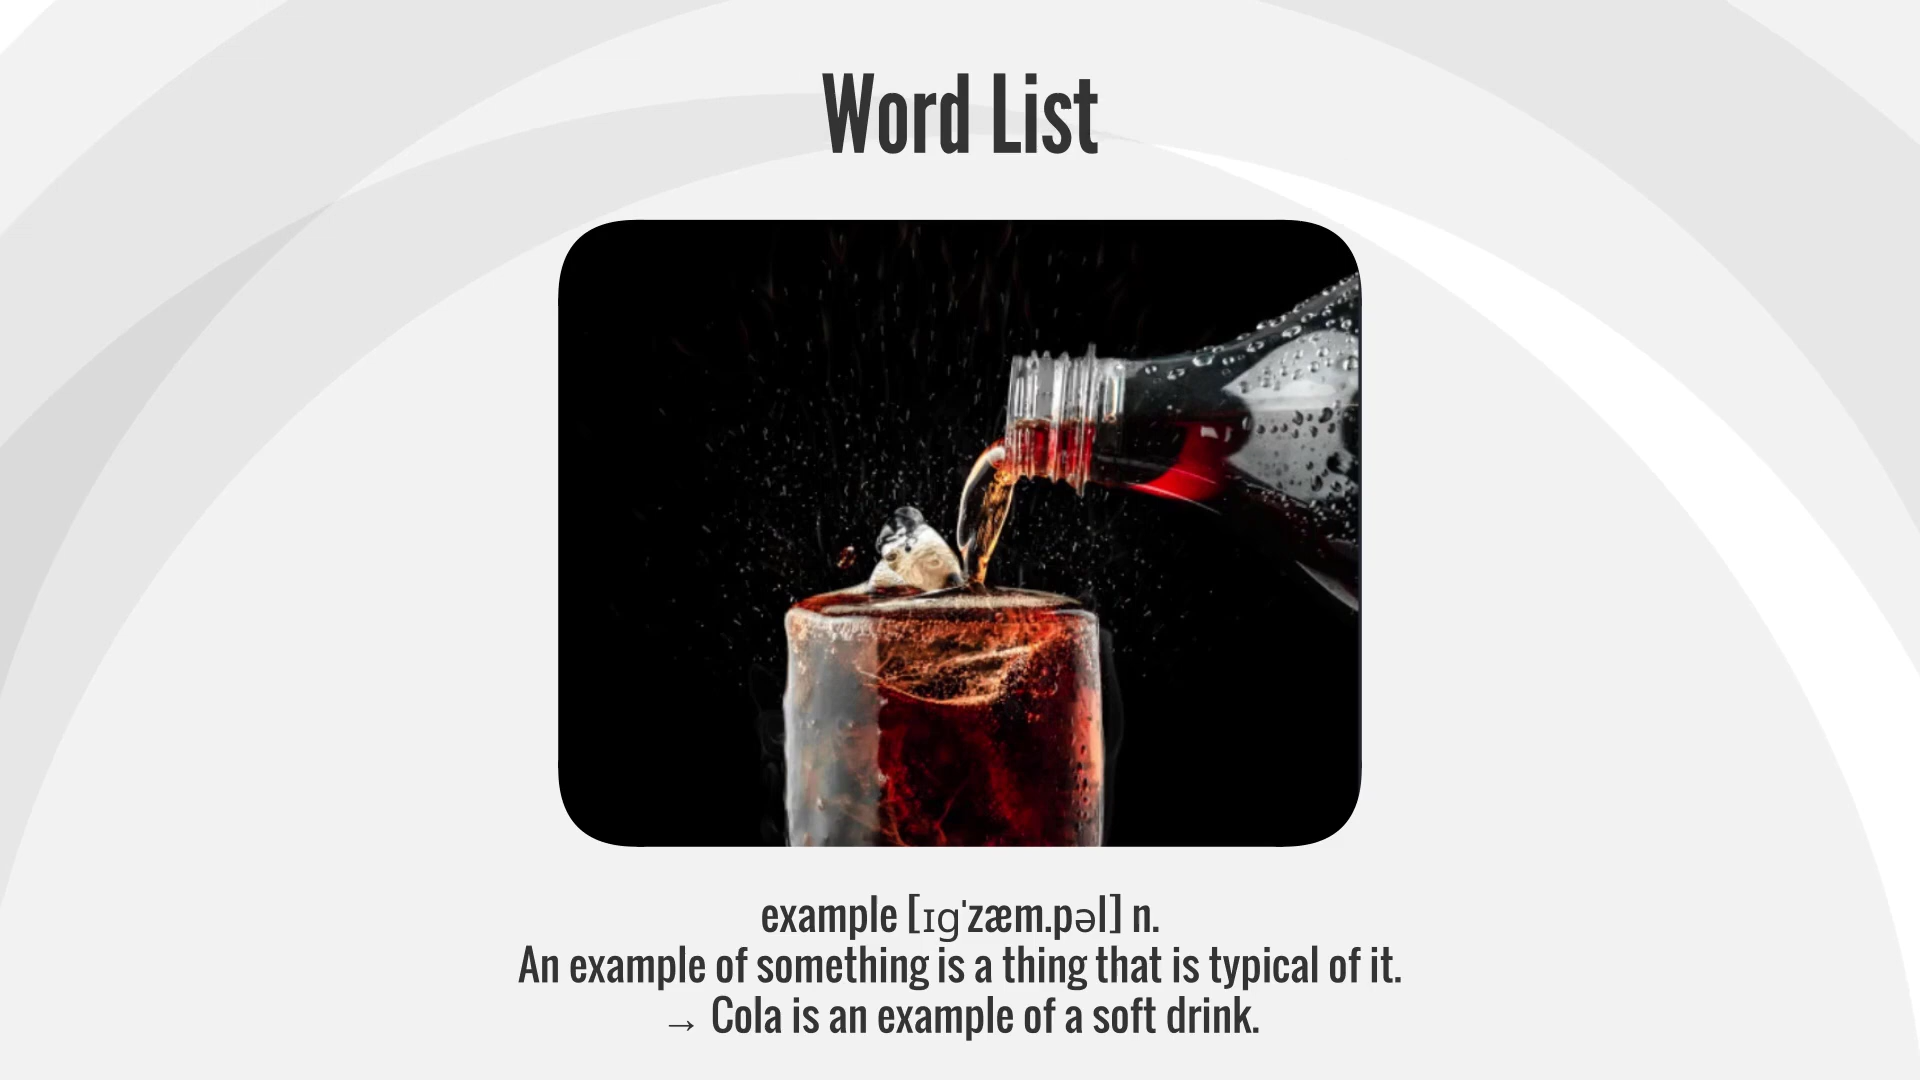 Word List
example [ɪɡˈzæm.pəl] n.
An example of something is a thing that is typical of it.
→ Cola is an example of a soft drink.